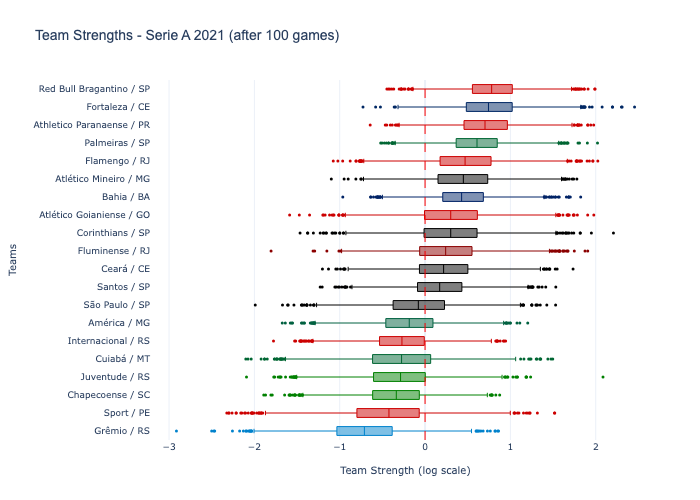 Team Strengths - Serie A 2021 (after 100 games)
Red Bull Bragantino / SP
Fortaleza / CE
Athletico Paranaense / PR
Palmeiras / SP
Flamengo / RJ
Atlético Mineiro / MG
Bahia / BA
Atlético Goianiense / GO
Corinthians / SP
Fluminense / RJ
Ceará / CE
Santos / SP
São Paulo / SP
América / MG
Internacional / RS
Cuiabá / MT
Juventude / RS
Chapecoense / SC
Sport / PE
Grêmio / RS
Teams
−3 −2 −1 0 1 2
Team Strength (log scale)